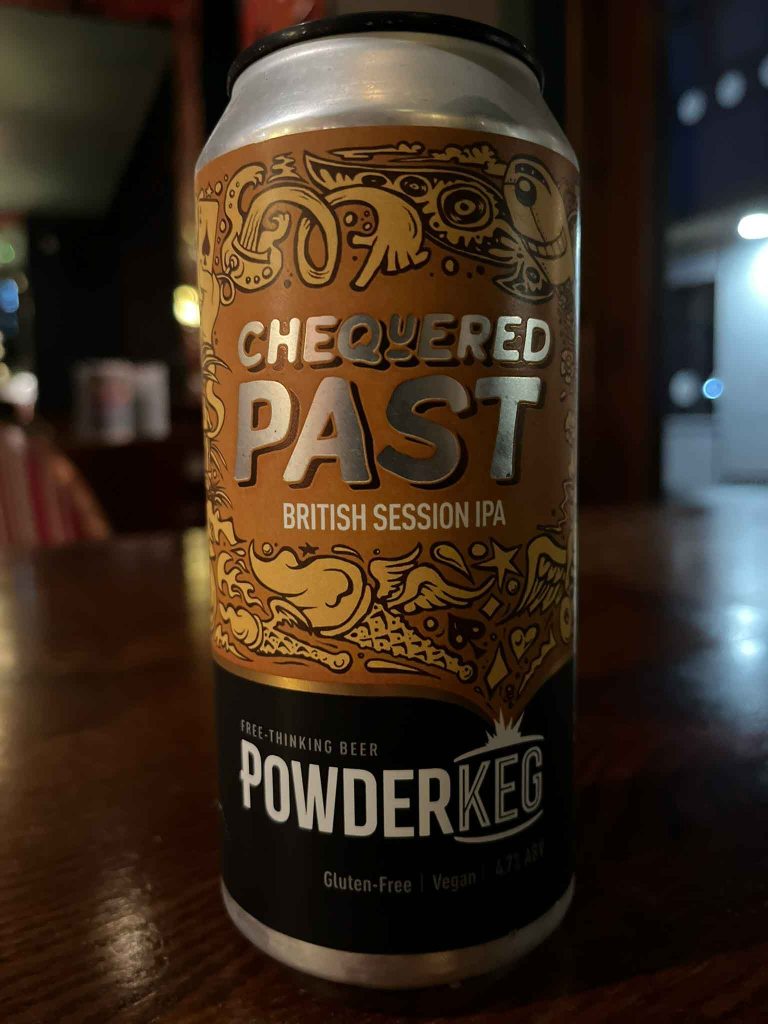 CHEQUERED
PAST
BRITISH SESSION IPA
FREE-THINKING BEER
POWDERKEG
Gluten-Free | Vegan | 4.7% ABV